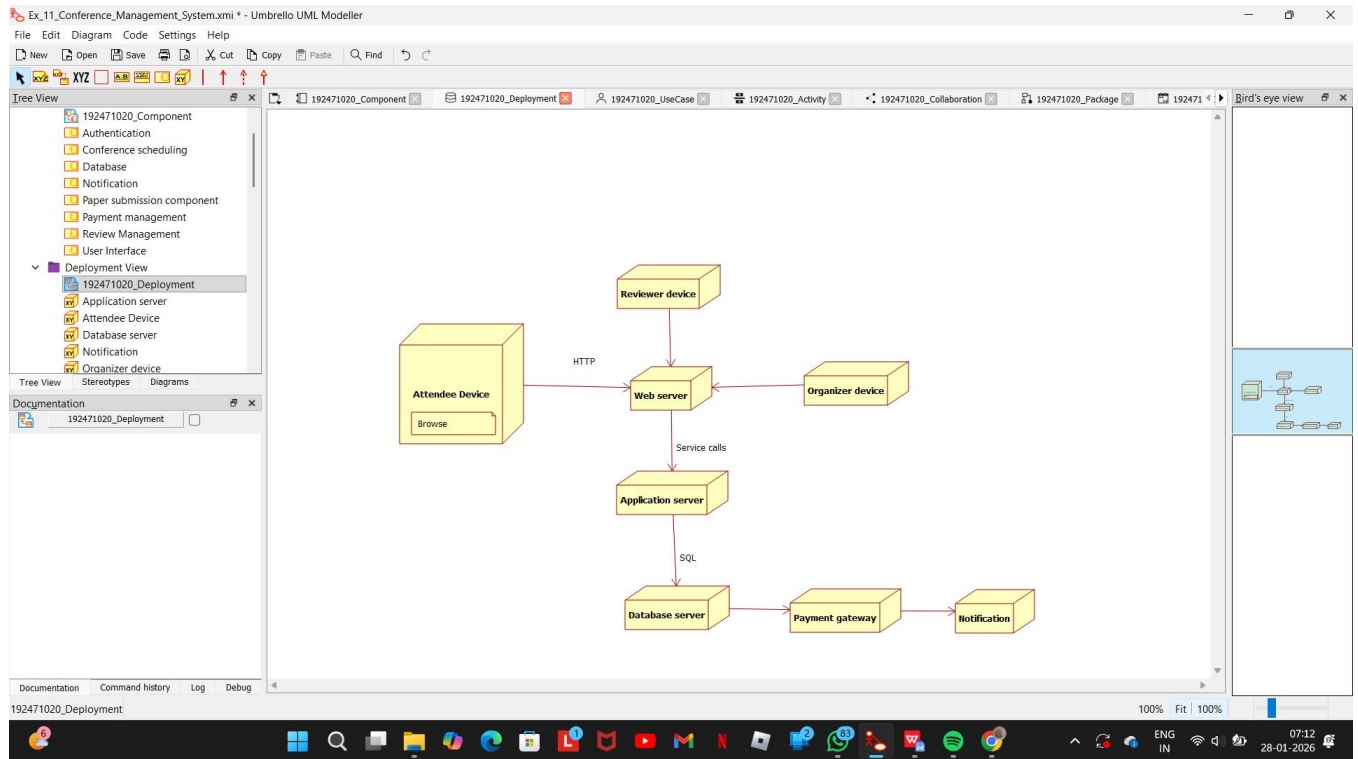 Ex_11_Conference_Management_System.xmi * - Umbrello UML Modeller
File Edit Diagram Code Settings Help
New Open Save Cut Copy Paste Find
XYZ
Tree View
192471020_Component
Authentication
Conference scheduling
Database
Notification
Paper submission component
Payment management
Review Management
User Interface
Deployment View
192471020_Deployment
Application server
Attendee Device
Database server
Notification
Organizer device
Tree View Stereotypes Diagrams
Documentation
192471020_Deployment
Documentation Command history Log Debug
192471020_Component 192471020_Deployment 192471020_UseCase 192471020_Activity 192471020_Collaboration 192471020_Package 192471
Reviewer device
HTTP
Attendee Device
Browse
Web server
Organizer device
Service calls
Application server
SQL
Database server
Payment gateway
Notification
Bird's eye view
192471020_Deployment
100% Fit 100%
6
1
2
83
ENG
IN
07:12
28-01-2026